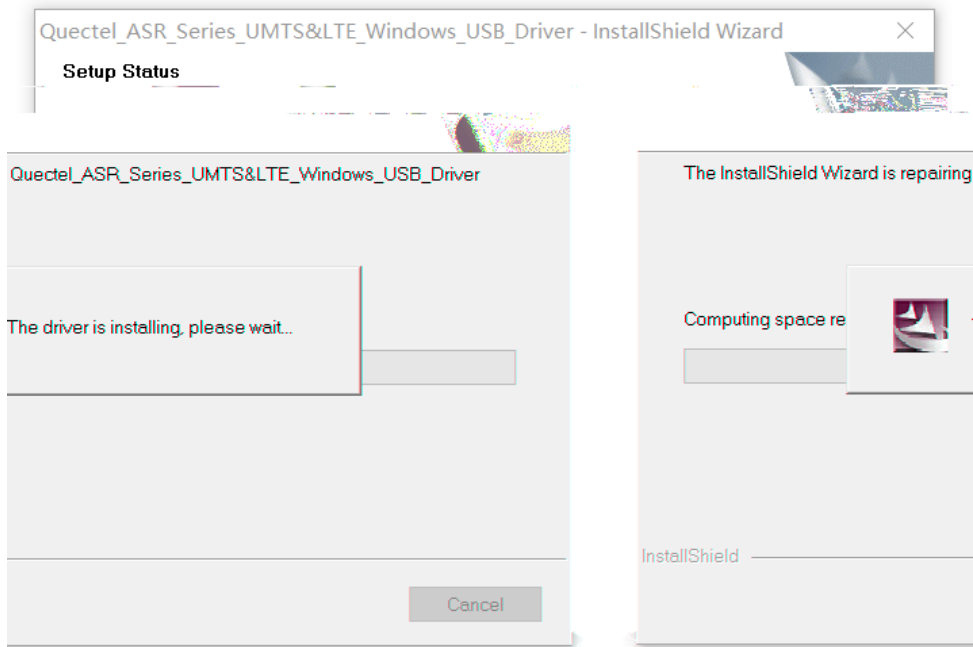 Quectel_ASR_Series_UMTS&LTE_Windows_USB_Driver - InstallShield Wizard
Setup Status
Quectel_ASR_Series_UMTS&LTE_Windows_USB_Driver
The InstallShield Wizard is repairing
The driver is installing, please wait...
Computing space re
InstallShield
Cancel